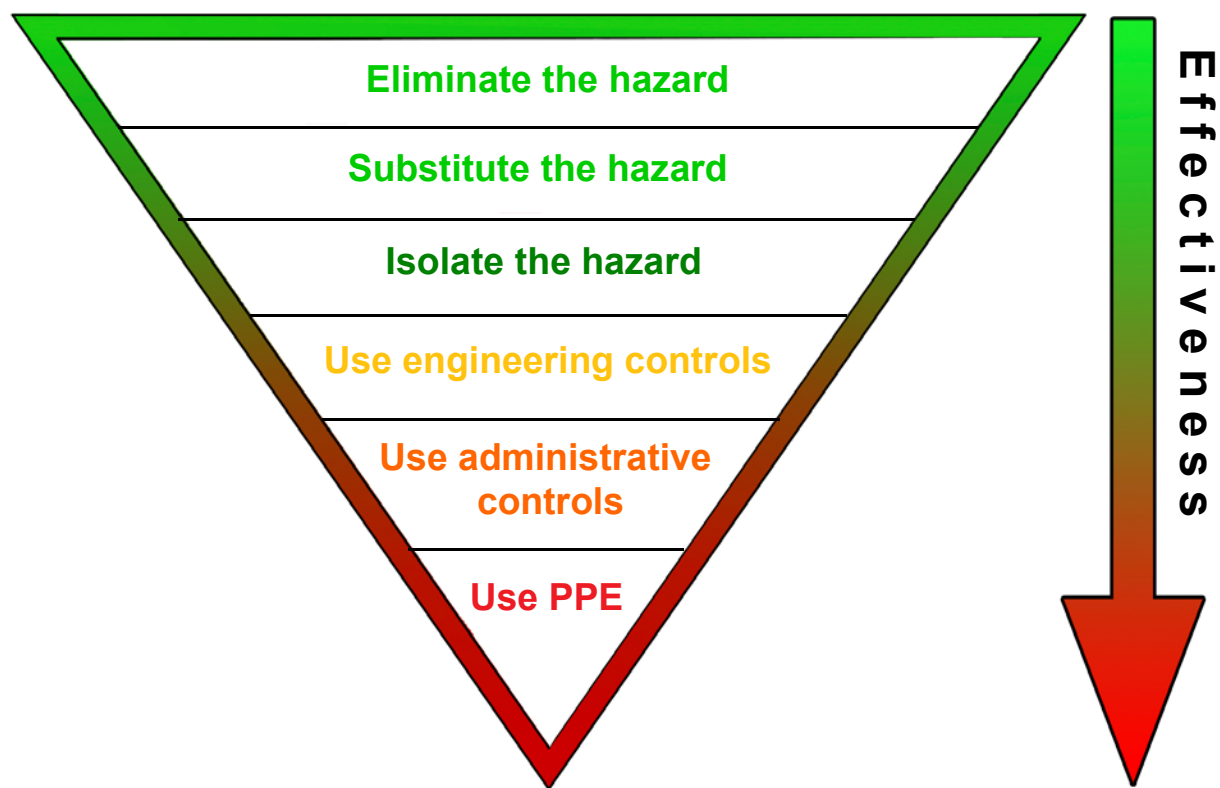 Eliminate the hazard
Substitute the hazard
Isolate the hazard
Use engineering controls
Use administrative
controls
Use PPE
Effectiveness